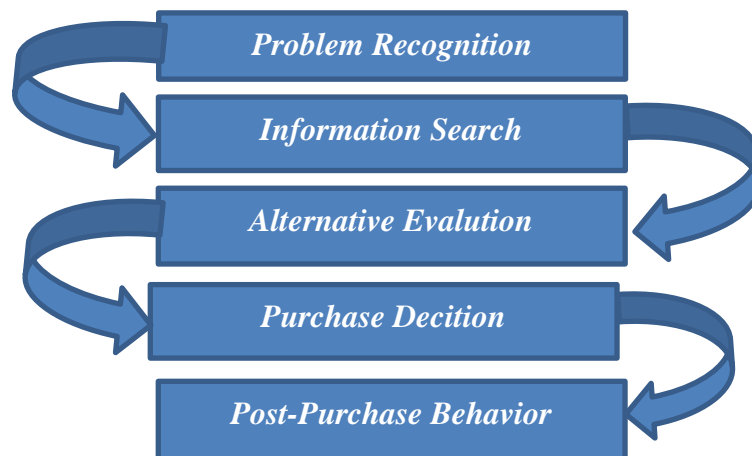 Problem Recognition
Information Search
Alternative Evalution
Purchase Decition
Post-Purchase Behavior